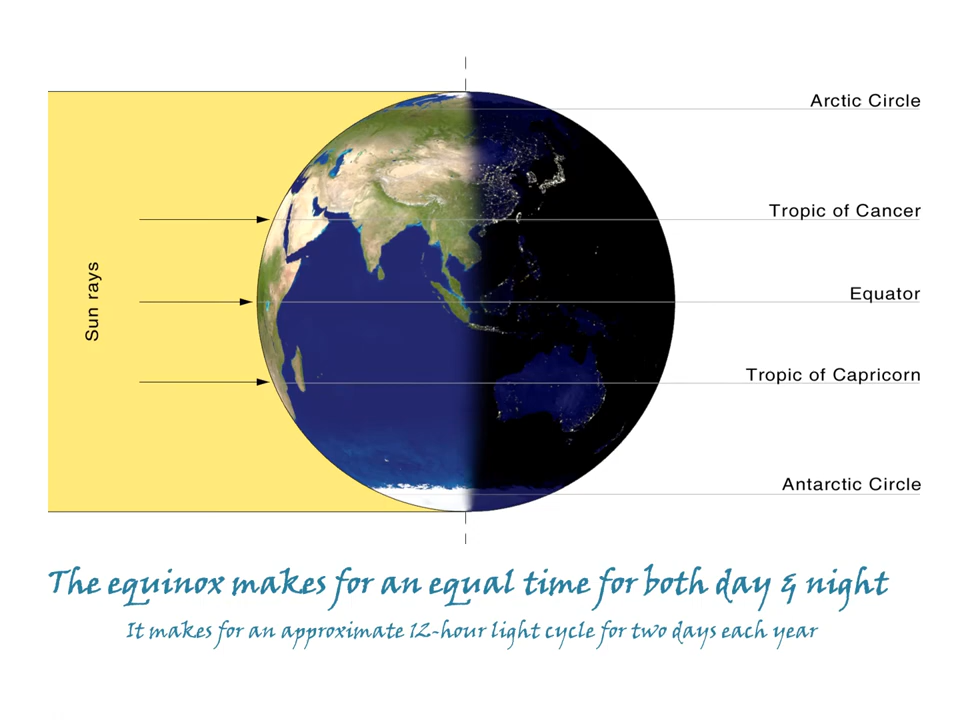 Arctic Circle
Tropic of Cancer
Sun rays
Equator
Tropic of Capricorn
Antarctic Circle
The equinox makes for an equal time for both day & night
It makes for an approximate 12-hour light cycle for two days each year